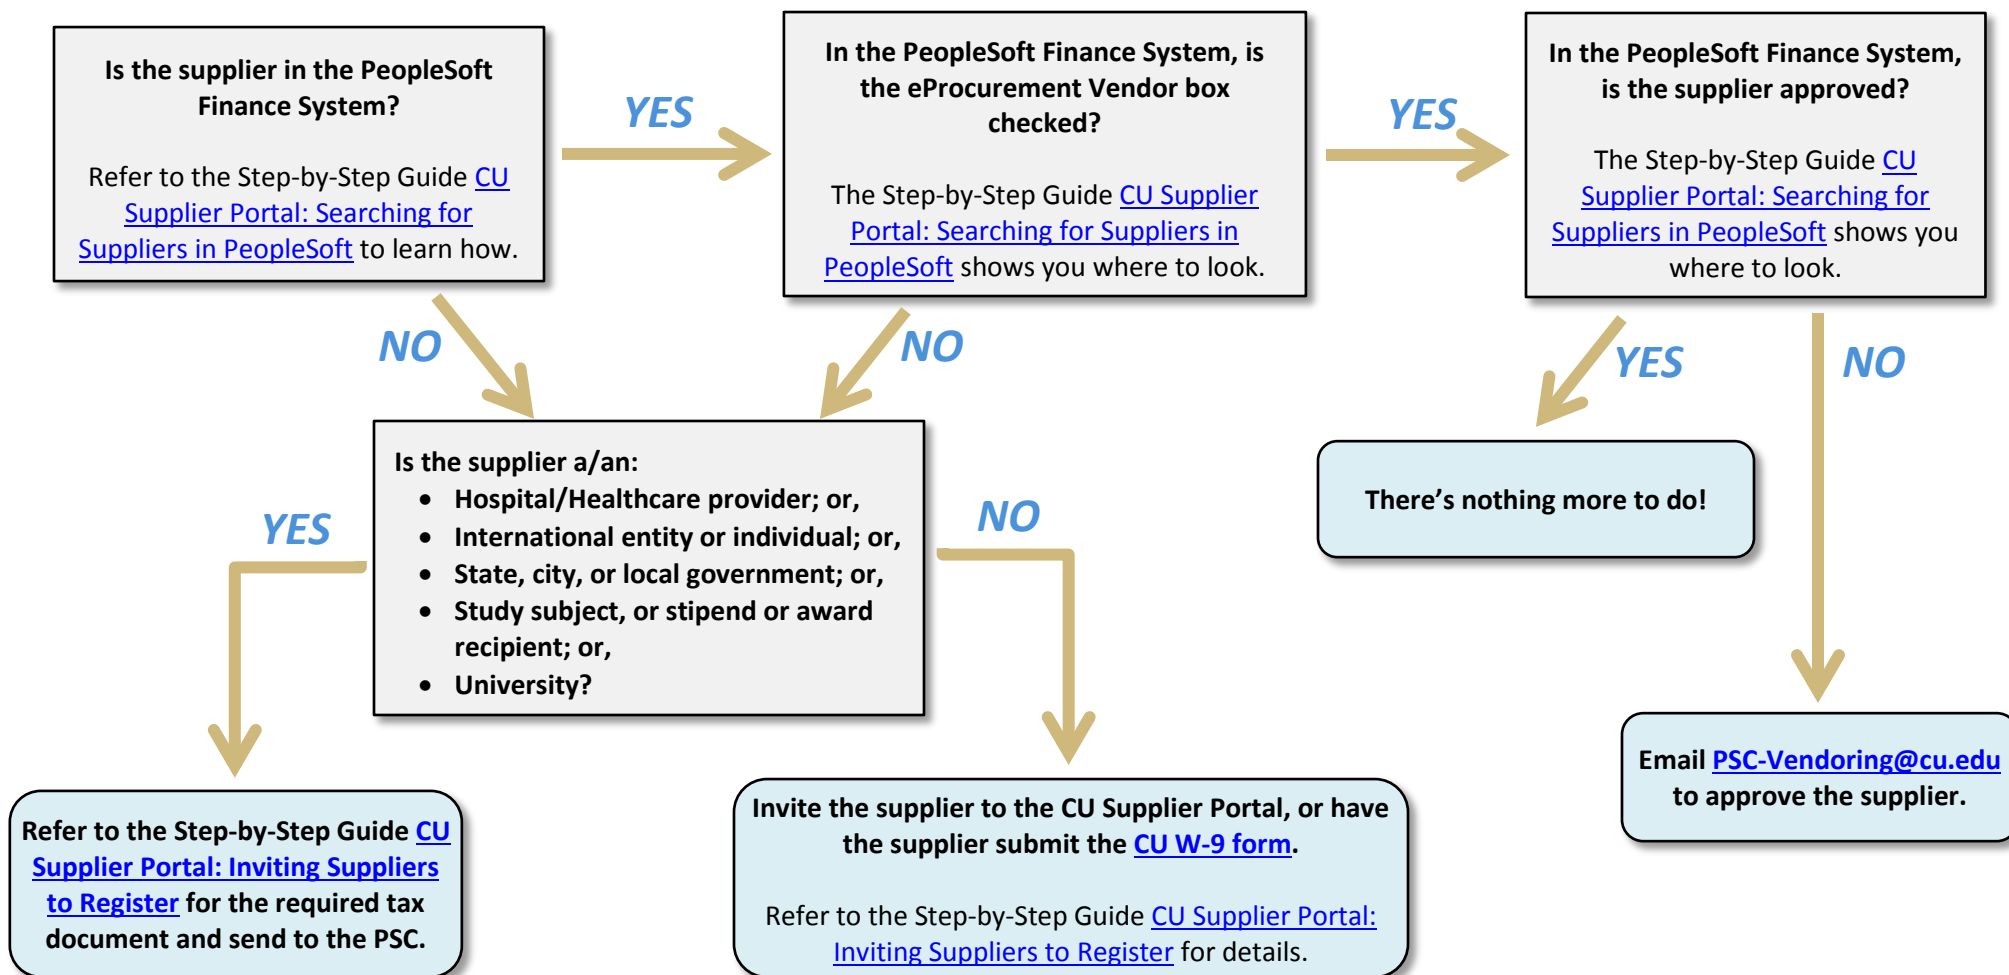 Is the supplier in the PeopleSoft
Finance System?
Refer to the Step-by-Step Guide CU
Supplier Portal: Searching for
Suppliers in PeopleSoft to learn how.
YES
In the PeopleSoft Finance System, is
the eProcurement Vendor box
checked?
The Step-by-Step Guide CU Supplier
Portal: Searching for Suppliers in
PeopleSoft shows you where to look.
YES
In the PeopleSoft Finance System,
is the supplier approved?
The Step-by-Step Guide CU
Supplier Portal: Searching for
Suppliers in PeopleSoft shows you
where to look.
NO
NO
YES
NO
Is the supplier a/an:
• Hospital/Healthcare provider; or,
• International entity or individual; or,
• State, city, or local government; or,
• Study subject, or stipend or award
recipient; or,
• University?
YES
NO
There’s nothing more to do!
Email PSC-Vendoring@cu.edu
to approve the supplier.
Refer to the Step-by-Step Guide CU
Supplier Portal: Inviting Suppliers
to Register for the required tax
document and send to the PSC.
Invite the supplier to the CU Supplier Portal, or have
the supplier submit the CU W-9 form.
Refer to the Step-by-Step Guide CU Supplier Portal:
Inviting Suppliers to Register for details.